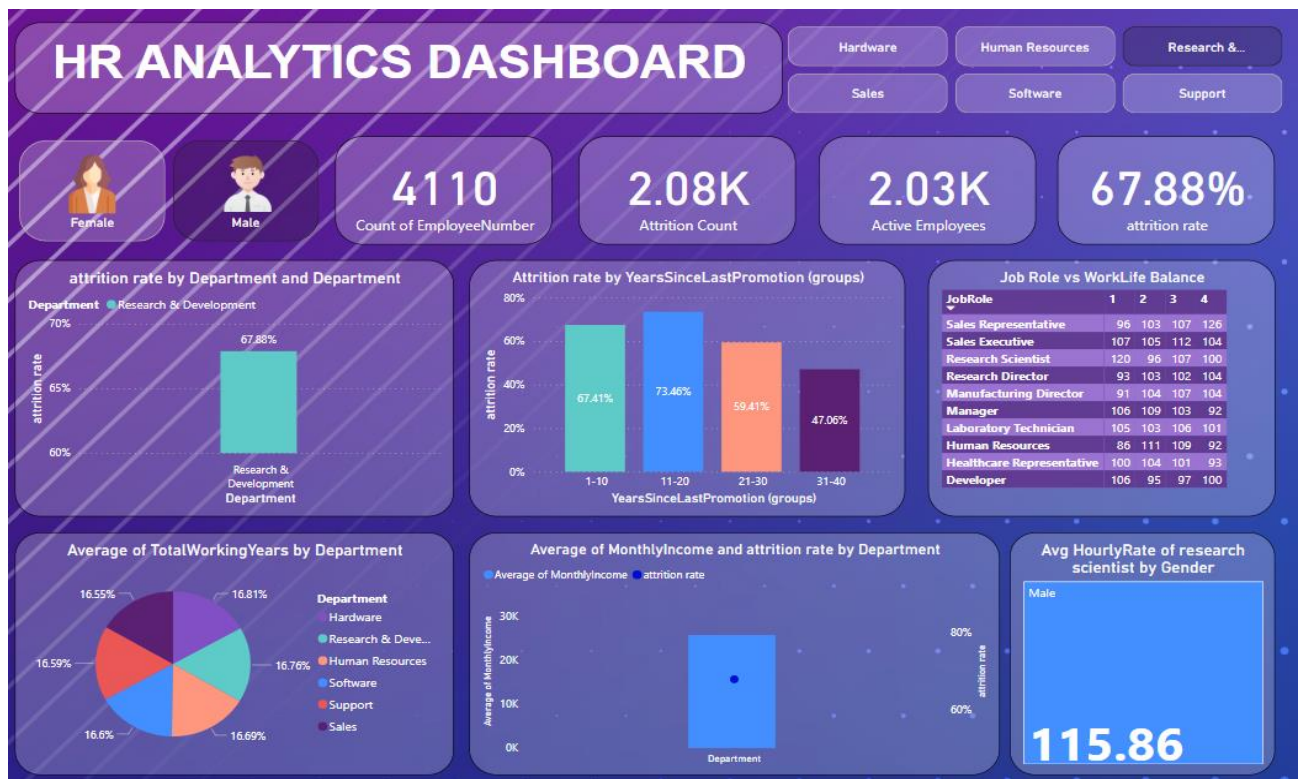 HR ANALYTICS DASHBOARD
Hardware
Human Resources
Research &...
Sales
Software
Support
Female
Male
4110
Count of EmployeeNumber
2.08K
Attrition Count
2.03K
Active Employees
67.88%
attrition rate
attrition rate by Department and Department
Department Research & Development
attrition rate
70%
65%
60%
67.88%
Research &
Development
Department
Attrition rate by YearsSinceLastPromotion (groups)
attrition rate
80%
60%
40%
20%
0%
67.41%
73.46%
59.41%
47.06%
1-10 11-20 21-30 31-40
YearsSinceLastPromotion (groups)
Job Role vs WorkLife Balance
JobRole 1 2 3 4
Sales Representative 96 103 107 126
Sales Executive 107 105 112 104
Research Scientist 120 96 107 100
Research Director 93 103 102 104
Manufacturing Director 91 104 107 104
Manager 106 109 103 92
Laboratory Technician 105 103 106 101
Human Resources 86 111 109 92
Healthcare Representative 100 104 101 93
Developer 106 95 97 100
Average of TotalWorkingYears by Department
16.55%
16.81%
16.59%
16.76%
16.6%
16.69%
Department
Hardware
Research & Deve...
Human Resources
Software
Support
Sales
Average of MonthlyIncome and attrition rate by Department
Average of MonthlyIncome attrition rate
Average of MonthlyIncome
30K
20K
10K
0K
80%
60%
attrition rate
Department
Avg HourlyRate of research
scientist by Gender
Male
115.86